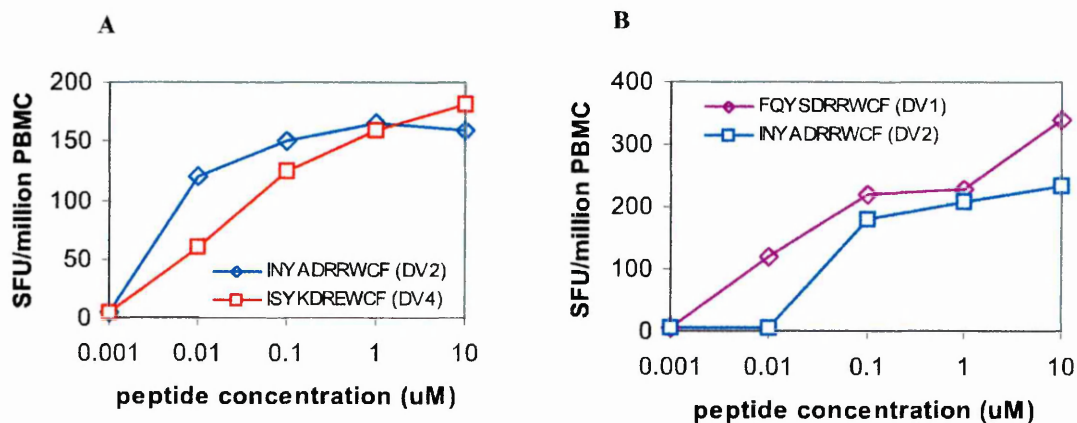 A
200
150
100
50
0
SFU/million PBMC
INYADRRWCF (DV2)
ISYKDREWCF (DV4)
0.001 0.01 0.1 1 10
peptide concentration (uM)
B
400
300
200
100
0
SFU/million PBMC
FQYSDRRWCF (DV1)
INYADRRWCF (DV2)
0.001 0.01 0.1 1 10
peptide concentration (uM)